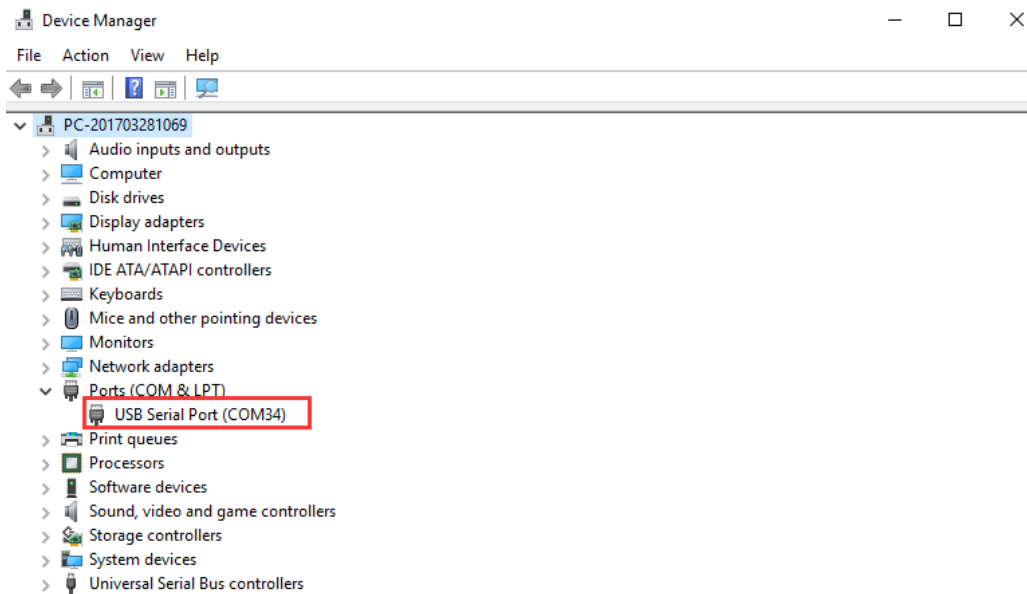 Device Manager
File Action View Help
PC-201703281069
Audio inputs and outputs
Computer
Disk drives
Display adapters
Human Interface Devices
IDE ATA/ATAPI controllers
Keyboards
Mice and other pointing devices
Monitors
Network adapters
Ports (COM & LPT)
USB Serial Port (COM34)
Print queues
Processors
Software devices
Sound, video and game controllers
Storage controllers
System devices
Universal Serial Bus controllers